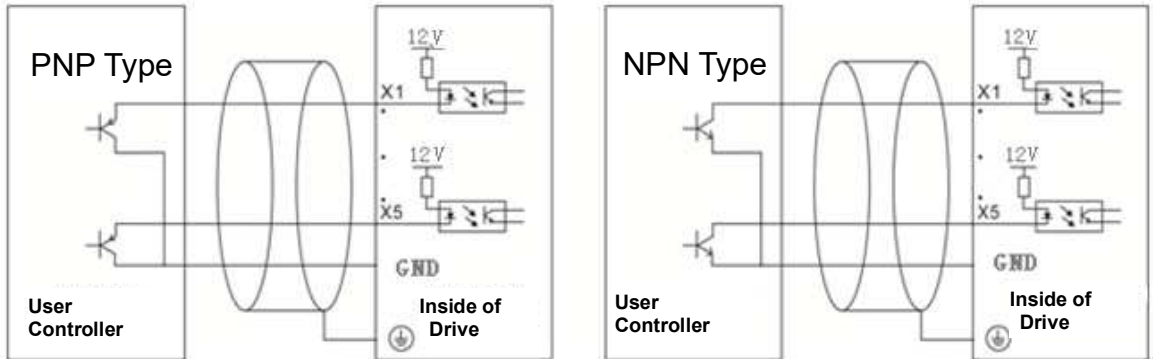 PNP Type
12V
X1
12V
X5
GND
User
Controller
Inside of
Drive
NPN Type
12V
X1
12V
X5
GND
User
Controller
Inside of
Drive